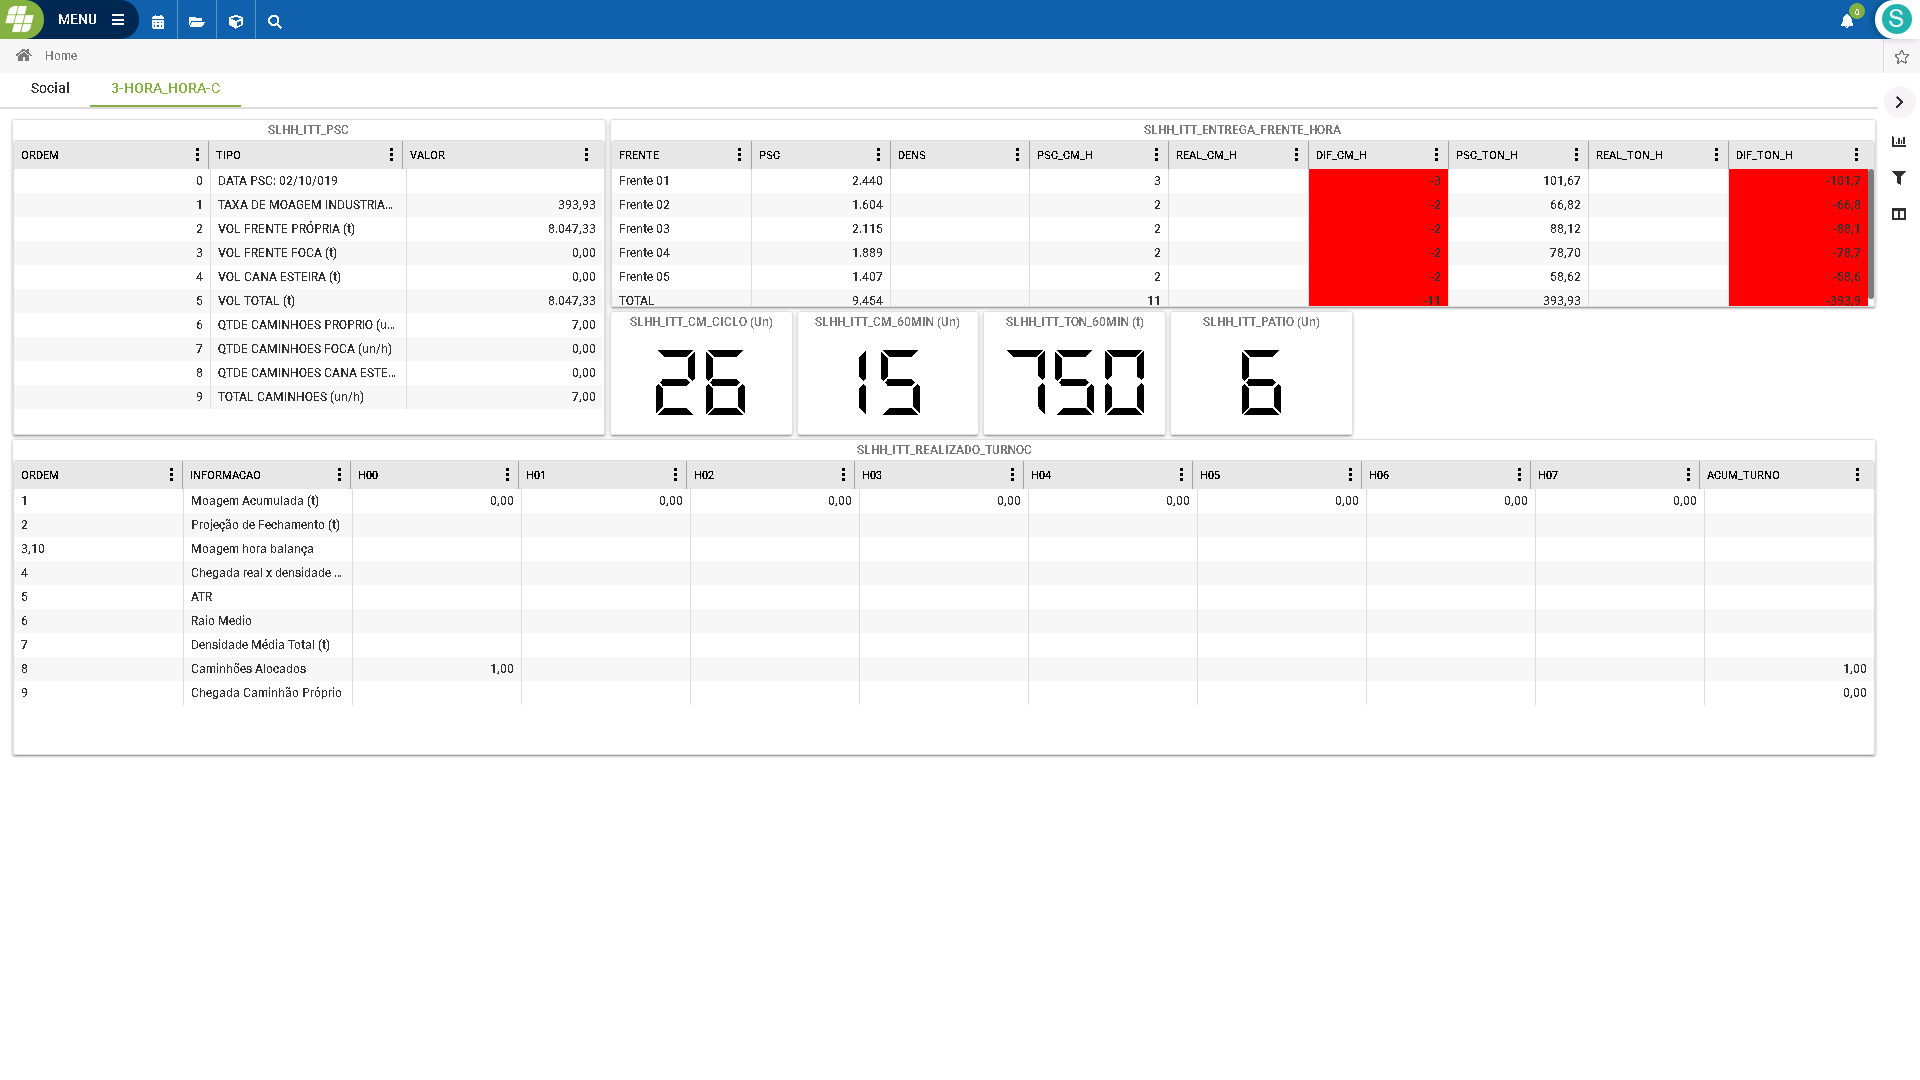 MENU
0
S
Home
Social
3-HORA_HORA-C
SLHH_ITT_PSC
ORDEM TIPO VALOR
0 DATA PSC: 02/10/019
1 TAXA DE MOAGEM INDUSTRIA... 393,93
2 VOL FRENTE PRÓPRIA (t) 8.047,33
3 VOL FRENTE FOCA (t) 0,00
4 VOL CANA ESTEIRA (t) 0,00
5 VOL TOTAL (t) 8.047,33
6 QTDE CAMINHOES PROPRIO (u... 7,00
7 QTDE CAMINHOES FOCA (un/h) 0,00
8 QTDE CAMINHOES CANA ESTE... 0,00
9 TOTAL CAMINHOES (un/h) 7,00
SLHH_ITT_ENTREGA_FRENTE_HORA
FRENTE PSC DENS PSC_CM_H REAL_CM_H DIF_CM_H PSC_TON_H REAL_TON_H DIF_TON_H
Frente 01 2.440 3 -3 101,67 -101,7
Frente 02 1.604 2 -2 66,82 -66,8
Frente 03 2.115 2 -2 88,12 -88,1
Frente 04 1.889 2 -2 78,70 -78,7
Frente 05 1.407 2 -2 58,62 -58,6
TOTAL 9.454 11 -11 393,93 -393,9
SLHH_ITT_CM_CICLO (Un)
26
SLHH_ITT_CM_60MIN (Un)
15
SLHH_ITT_TON_60MIN (t)
750
SLHH_ITT_PATIO (Un)
6
SLHH_ITT_REALIZADO_TURNOC
ORDEM INFORMACAO H00 H01 H02 H03 H04 H05 H06 H07 ACUM_TURNO
1 Moagem Acumulada (t) 0,00 0,00 0,00 0,00 0,00 0,00 0,00 0,00
2 Projeção de Fechamento (t)
3,10 Moagem hora balança
4 Chegada real x densidade ...
5 ATR
6 Raio Medio
7 Densidade Média Total (t)
8 Caminhões Alocados 1,00 1,00
9 Chegada Caminhão Próprio 0,00